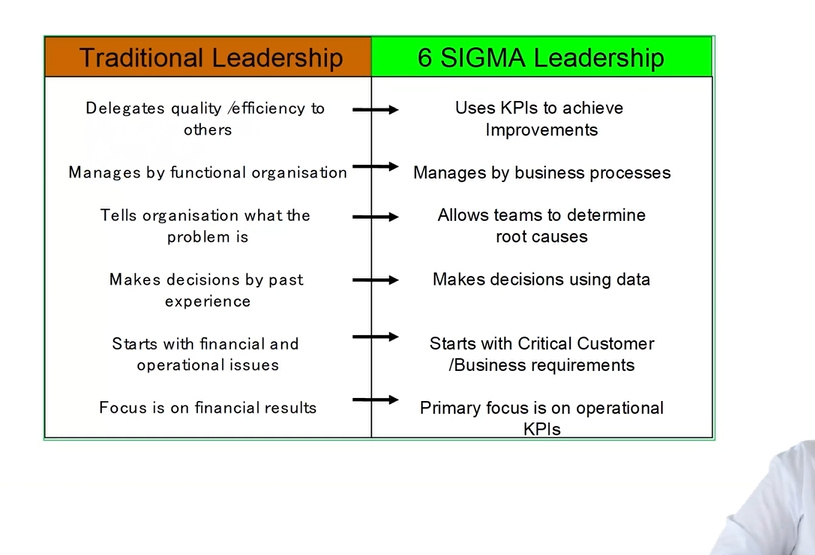 Traditional Leadership
6 SIGMA Leadership
Delegates quality /efficiency to
others
Uses KPIs to achieve
Improvements
Manages by functional organisation
Manages by business processes
Tells organisation what the
problem is
Allows teams to determine
root causes
Makes decisions by past
experience
Makes decisions using data
Starts with financial and
operational issues
Starts with Critical Customer
/Business requirements
Focus is on financial results
Primary focus is on operational
KPIs